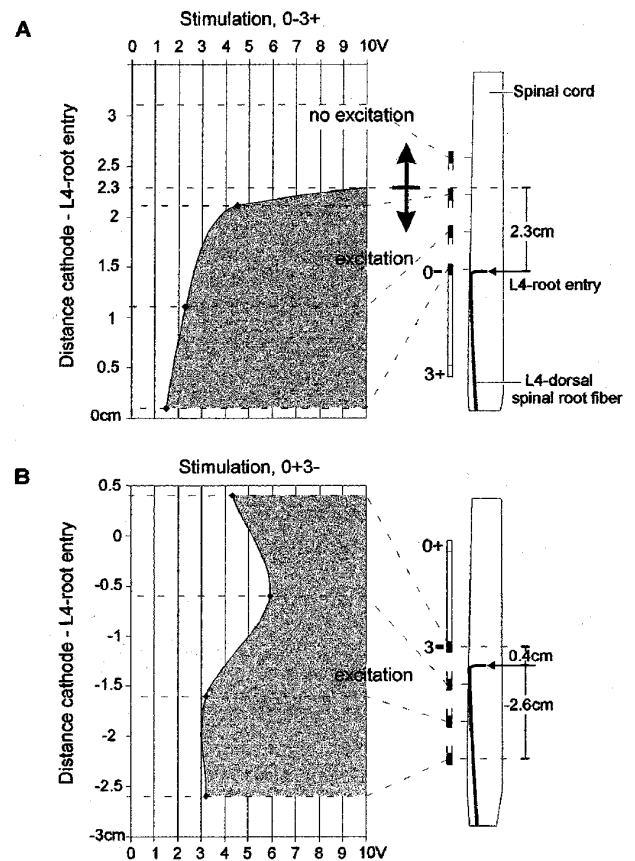 A
Stimulation, 0-3+
0 1 2 3 4 5 6 7 8 9 10V
Distance cathode - L4-root entry
3
2.5
2.3
2
1.5
1
0.5
0cm
no excitation
excitation
Spinal cord
2.3cm
0-
L4-root entry
3+
L4-dorsal
spinal root fiber
B
Stimulation, 0+3-
Distance cathode - L4-root entry
0.5
0
-0.5
-1
-1.5
-2
-2.5
-3cm
excitation
0+
3-
0.4cm
-2.6cm
0 1 2 3 4 5 6 7 8 9 10V